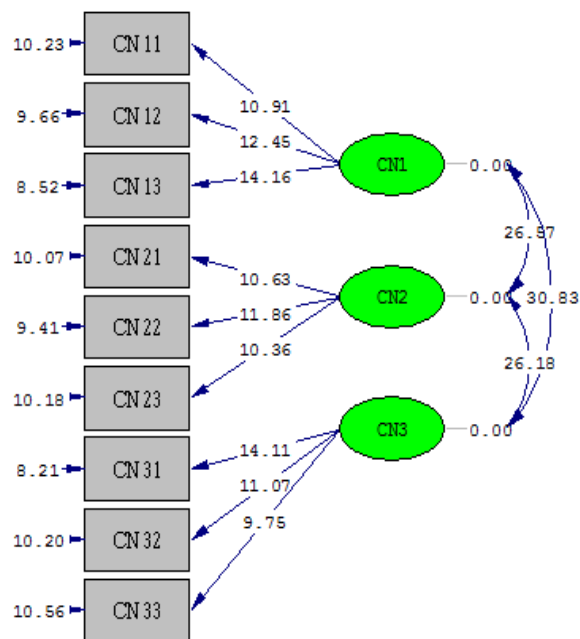 10.23 CN11
10.91
9.66 CN12
12.45
CN1 0.00
8.52 CN13
14.16
26.87
10.07 CN21
10.63
CN2 0.00 30.83
11.86
9.41 CN22
10.36
26.18
10.18 CN23
CN3 0.00
14.11
8.21 CN31
11.07
9.75
10.20 CN32
10.56 CN33